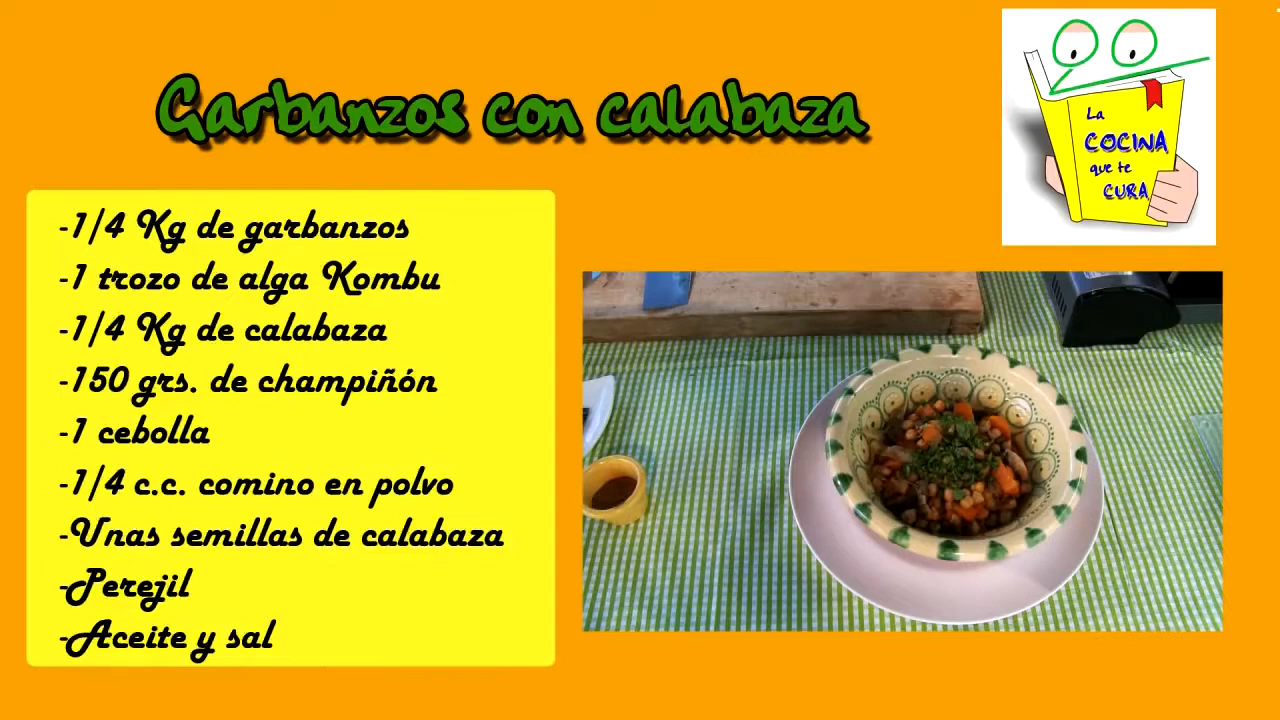 Garbanzos con calabaza
La
COCINA
que te
CURA
-1/4 Kg de garbanzos
-1 trozo de alga Kombu
-1/4 Kg de calabaza
-150 grs. de champiñón
-1 cebolla
-1/4 c.c. comino en polvo
-Unas semillas de calabaza
-Perejil
-Aceite y sal